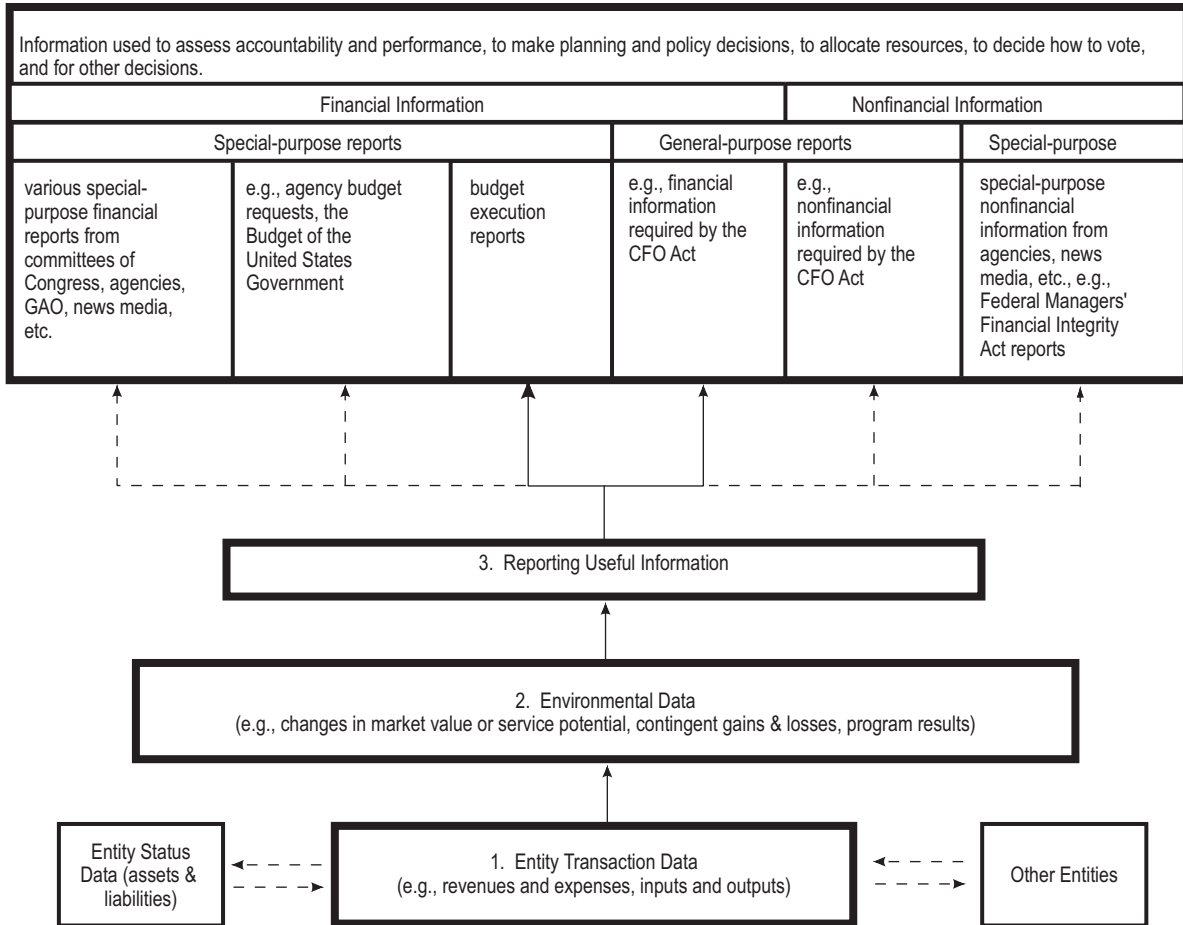 Information used to assess accountability and performance, to make planning and policy decisions, to allocate resources, to decide how to vote,
and for other decisions.
Financial Information
Nonfinancial Information
Special-purpose reports
General-purpose reports
Special-purpose
various special-
purpose financial
reports from
committees of
Congress, agencies,
GAO, news media,
etc.
e.g., agency budget
requests, the
Budget of the
United States
Government
budget
execution
reports
e.g., financial
information
required by the
CFO Act
e.g.,
nonfinancial
information
required by the
CFO Act
special-purpose
nonfinancial
information from
agencies, news
media, etc., e.g.,
Federal Managers'
Financial Integrity
Act reports
3. Reporting Useful Information
2. Environmental Data
(e.g., changes in market value or service potential, contingent gains & losses, program results)
Entity Status
Data (assets &
liabilities)
1. Entity Transaction Data
(e.g., revenues and expenses, inputs and outputs)
Other Entities